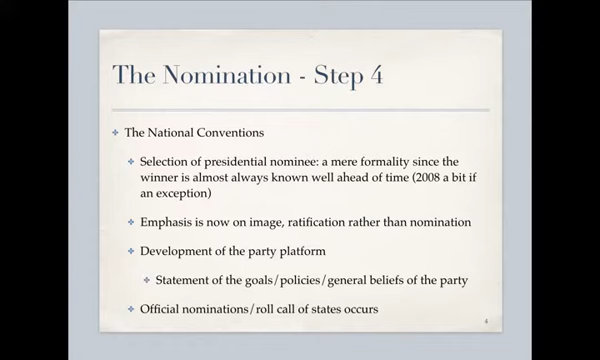 The Nomination - Step 4
The National Conventions
Selection of presidential nominee: a mere formality since the
winner is almost always known well ahead of time (2008 a bit if
an exception)
Emphasis is now on image, ratification rather than nomination
Development of the party platform
Statement of the goals/policies/general beliefs of the party
Official nominations/roll call of states occurs
4